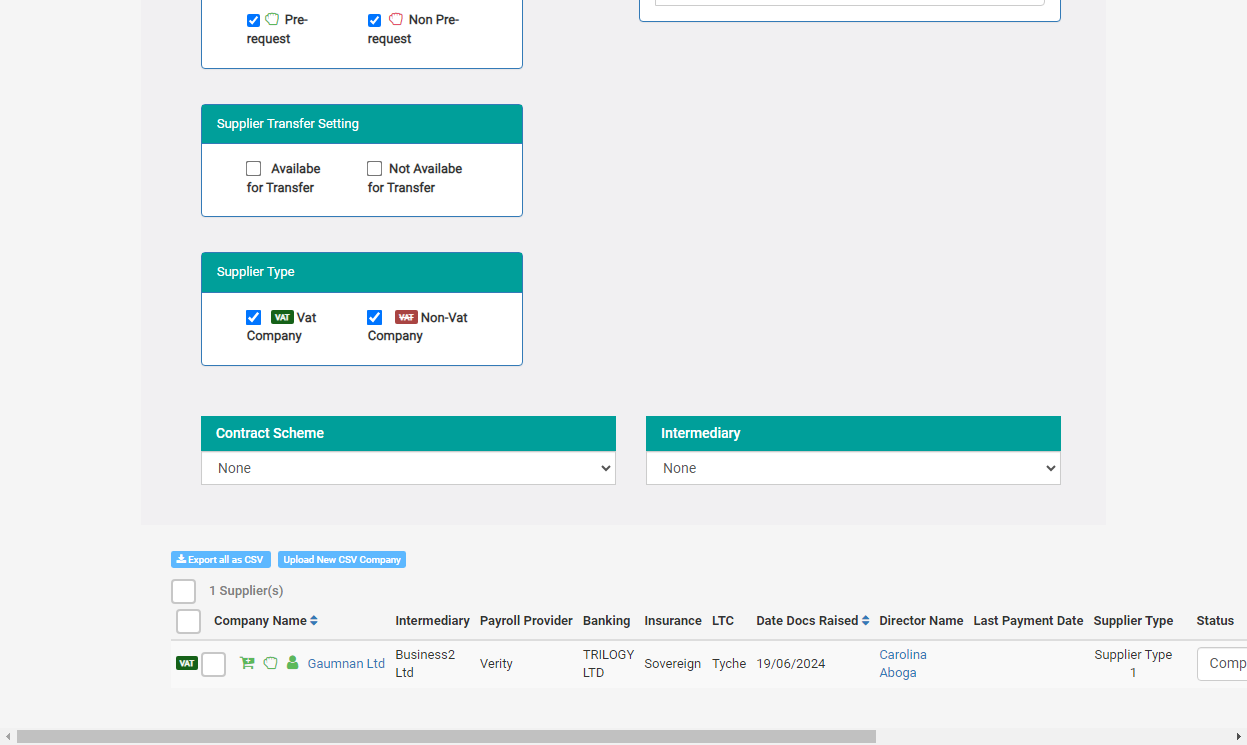 Pre-request
Non Pre-request
Supplier Transfer Setting
Availabe for Transfer
Not Availabe for Transfer
Supplier Type
VAT Vat Company
VAT Non-Vat Company
Contract Scheme
None
Intermediary
None
Export all as CSV
Upload New CSV Company
1 Supplier(s)
Company Name Intermediary Payroll Provider Banking Insurance LTC Date Docs Raised Director Name Last Payment Date Supplier Type Status
VAT Gaumnan Ltd Business2 Ltd Verity TRILOGY LTD Sovereign Tyche 19/06/2024 Carolina Aboga Supplier Type 1 Comp